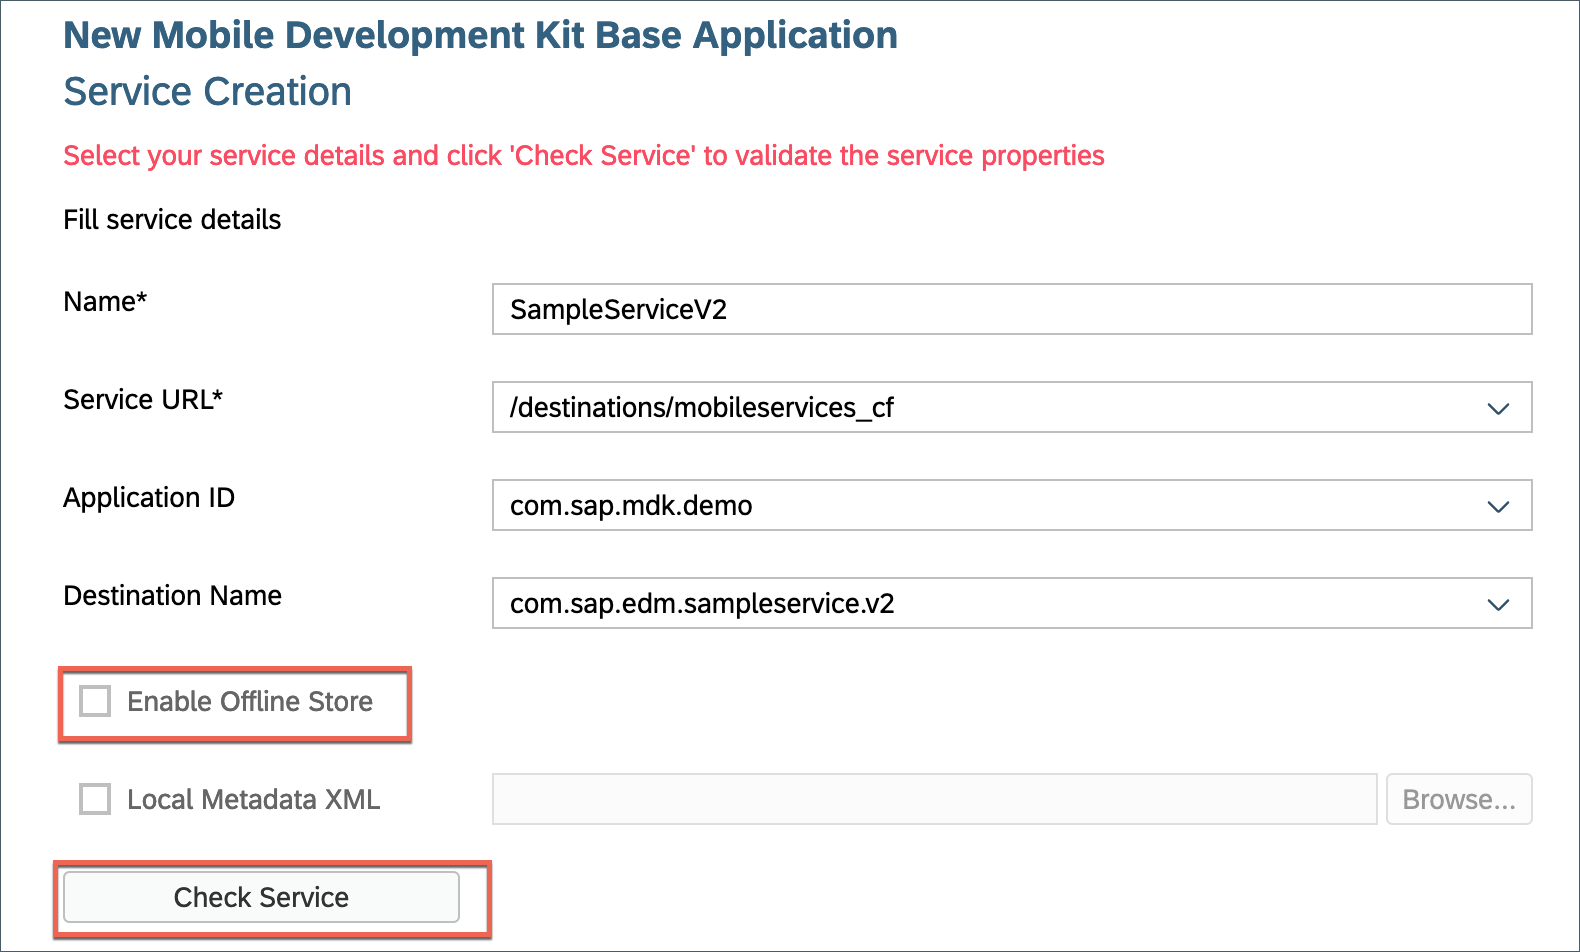 New Mobile Development Kit Base Application
Service Creation
Select your service details and click 'Check Service' to validate the service properties
Fill service details
Name*
SampleServiceV2
Service URL*
/destinations/mobileservices_cf
Application ID
com.sap.mdk.demo
Destination Name
com.sap.edm.sampleservice.v2
Enable Offline Store
Local Metadata XML
Browse...
Check Service